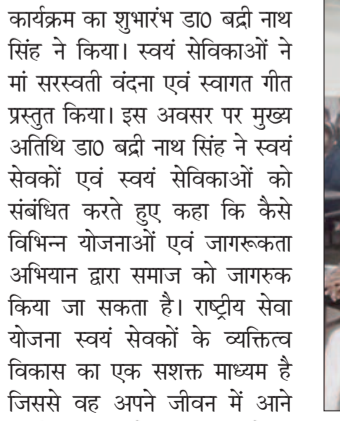 कार्यक्रम का शुभारंभ डा0 बद्री नाथ
सिंह ने किया। स्वयं सेविकाओं ने
मां सरस्वती वंदना एवं स्वागत गीत
प्रस्तुत किया। इस अवसर पर मुख्य
अतिथि डा0 बद्री नाथ सिंह ने स्वयं
सेवकों एवं स्वयं सेविकाओं को
संबंधित करते हुए कहा कि कैसे
विभिन्न योजनाओं एवं जागरूकता
अभियान द्वारा समाज को जागरुक
किया जा सकता है। राष्ट्रीय सेवा
योजना स्वयं सेवकों के व्यक्तित्व
विकास का एक सशक्त माध्यम है
जिससे वह अपने जीवन में आने